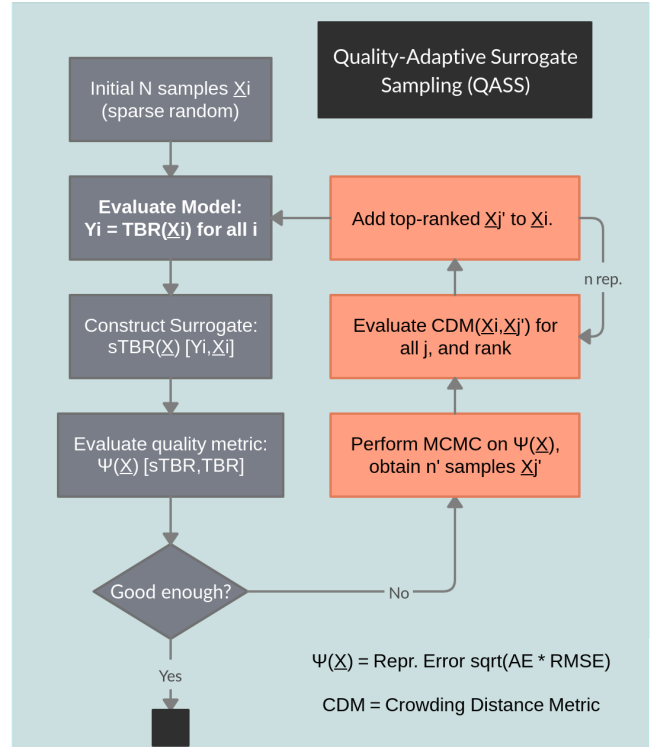 Quality-Adaptive Surrogate
Sampling (QASS)
Initial N samples Xi
(sparse random)
Evaluate Model:
Yi = TBR(Xi) for all i
Add top-ranked Xj' to Xi.
n rep.
Construct Surrogate:
sTBR(X) [Yi,Xi]
Evaluate CDM(Xi,Xj') for
all j, and rank
Evaluate quality metric:
Ψ(X) [sTBR,TBR]
Perform MCMC on Ψ(X),
obtain n' samples Xj'
Good enough?
No
Yes
Ψ(X) = Repr. Error sqrt(AE * RMSE)
CDM = Crowding Distance Metric